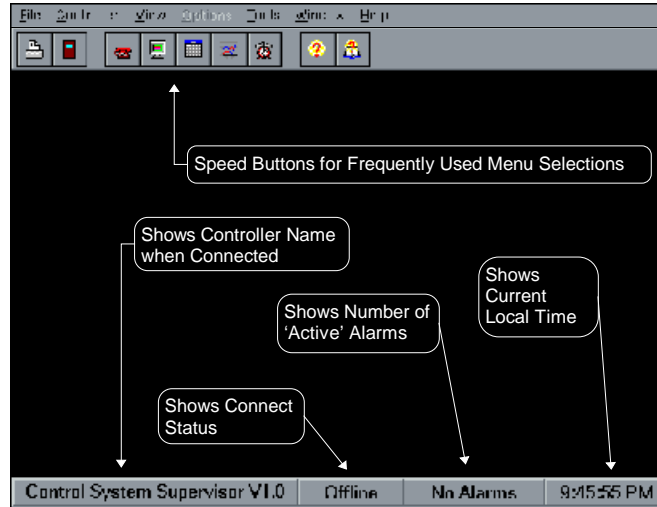 File View Options Tools Help
Speed Buttons for Frequently Used Menu Selections
Shows Controller Name
when Connected
Shows
Current
Local Time
Shows Number of
‘Active’ Alarms
Shows Connect
Status
Control System Supervisor V1.0 Offline No Alarms 9:45:55 PM